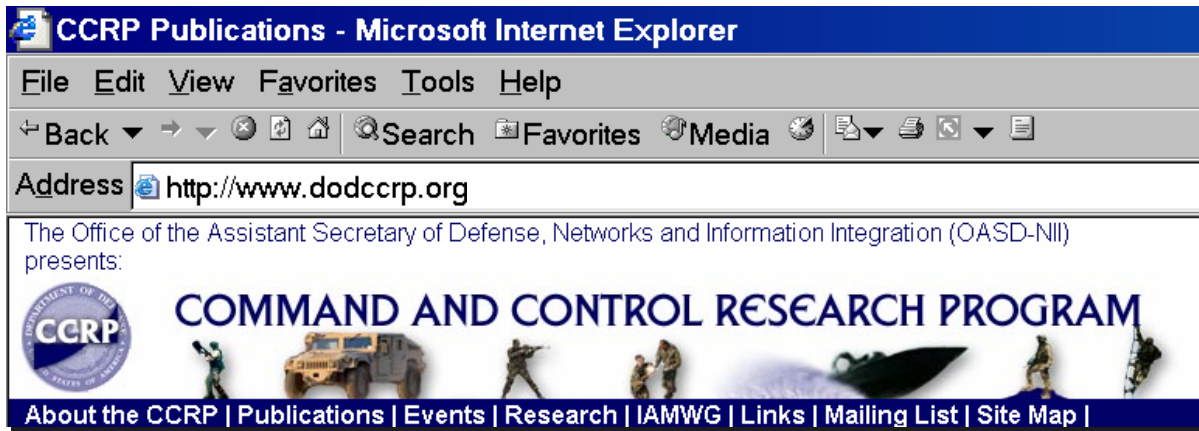 CCRP Publications - Microsoft Internet Explorer
File Edit View Favorites Tools Help
Back Search Favorites Media
Address http://www.dodccrp.org
The Office of the Assistant Secretary of Defense, Networks and Information Integration (OASD-NII)
presents:
CCRP
COMMAND AND CONTROL RESEARCH PROGRAM
About the CCRP | Publications | Events | Research | IAMWG | Links | Mailing List | Site Map |